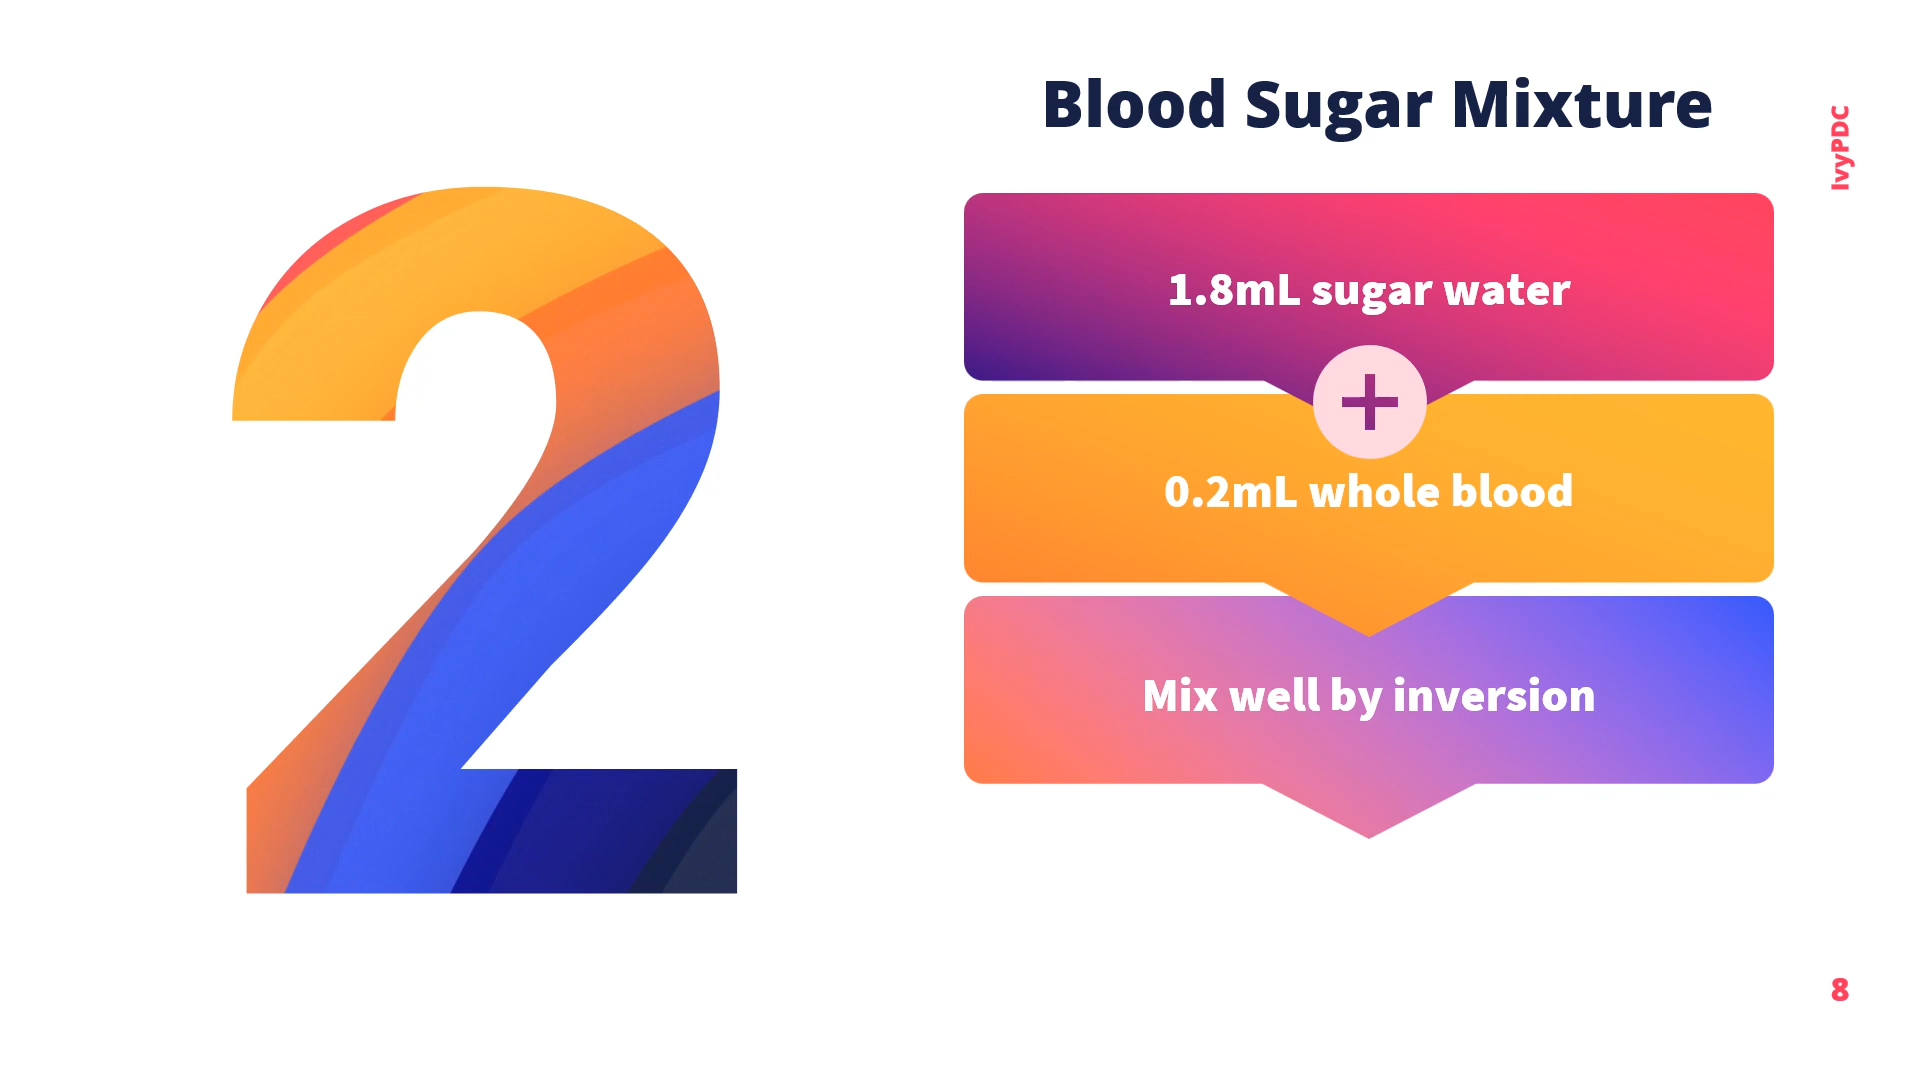 2
Blood Sugar Mixture
1.8mL sugar water
+
0.2mL whole blood
Mix well by inversion
IvyPDC
8